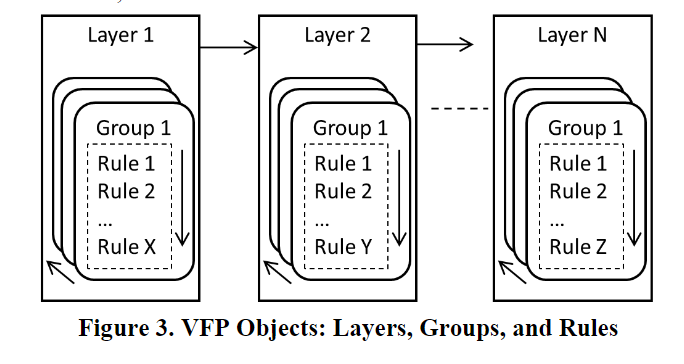 Layer 1
Group 1
Rule 1
Rule 2
...
Rule X
Layer 2
Group 1
Rule 1
Rule 2
...
Rule Y
Layer N
Group 1
Rule 1
Rule 2
...
Rule Z
Figure 3. VFP Objects: Layers, Groups, and Rules